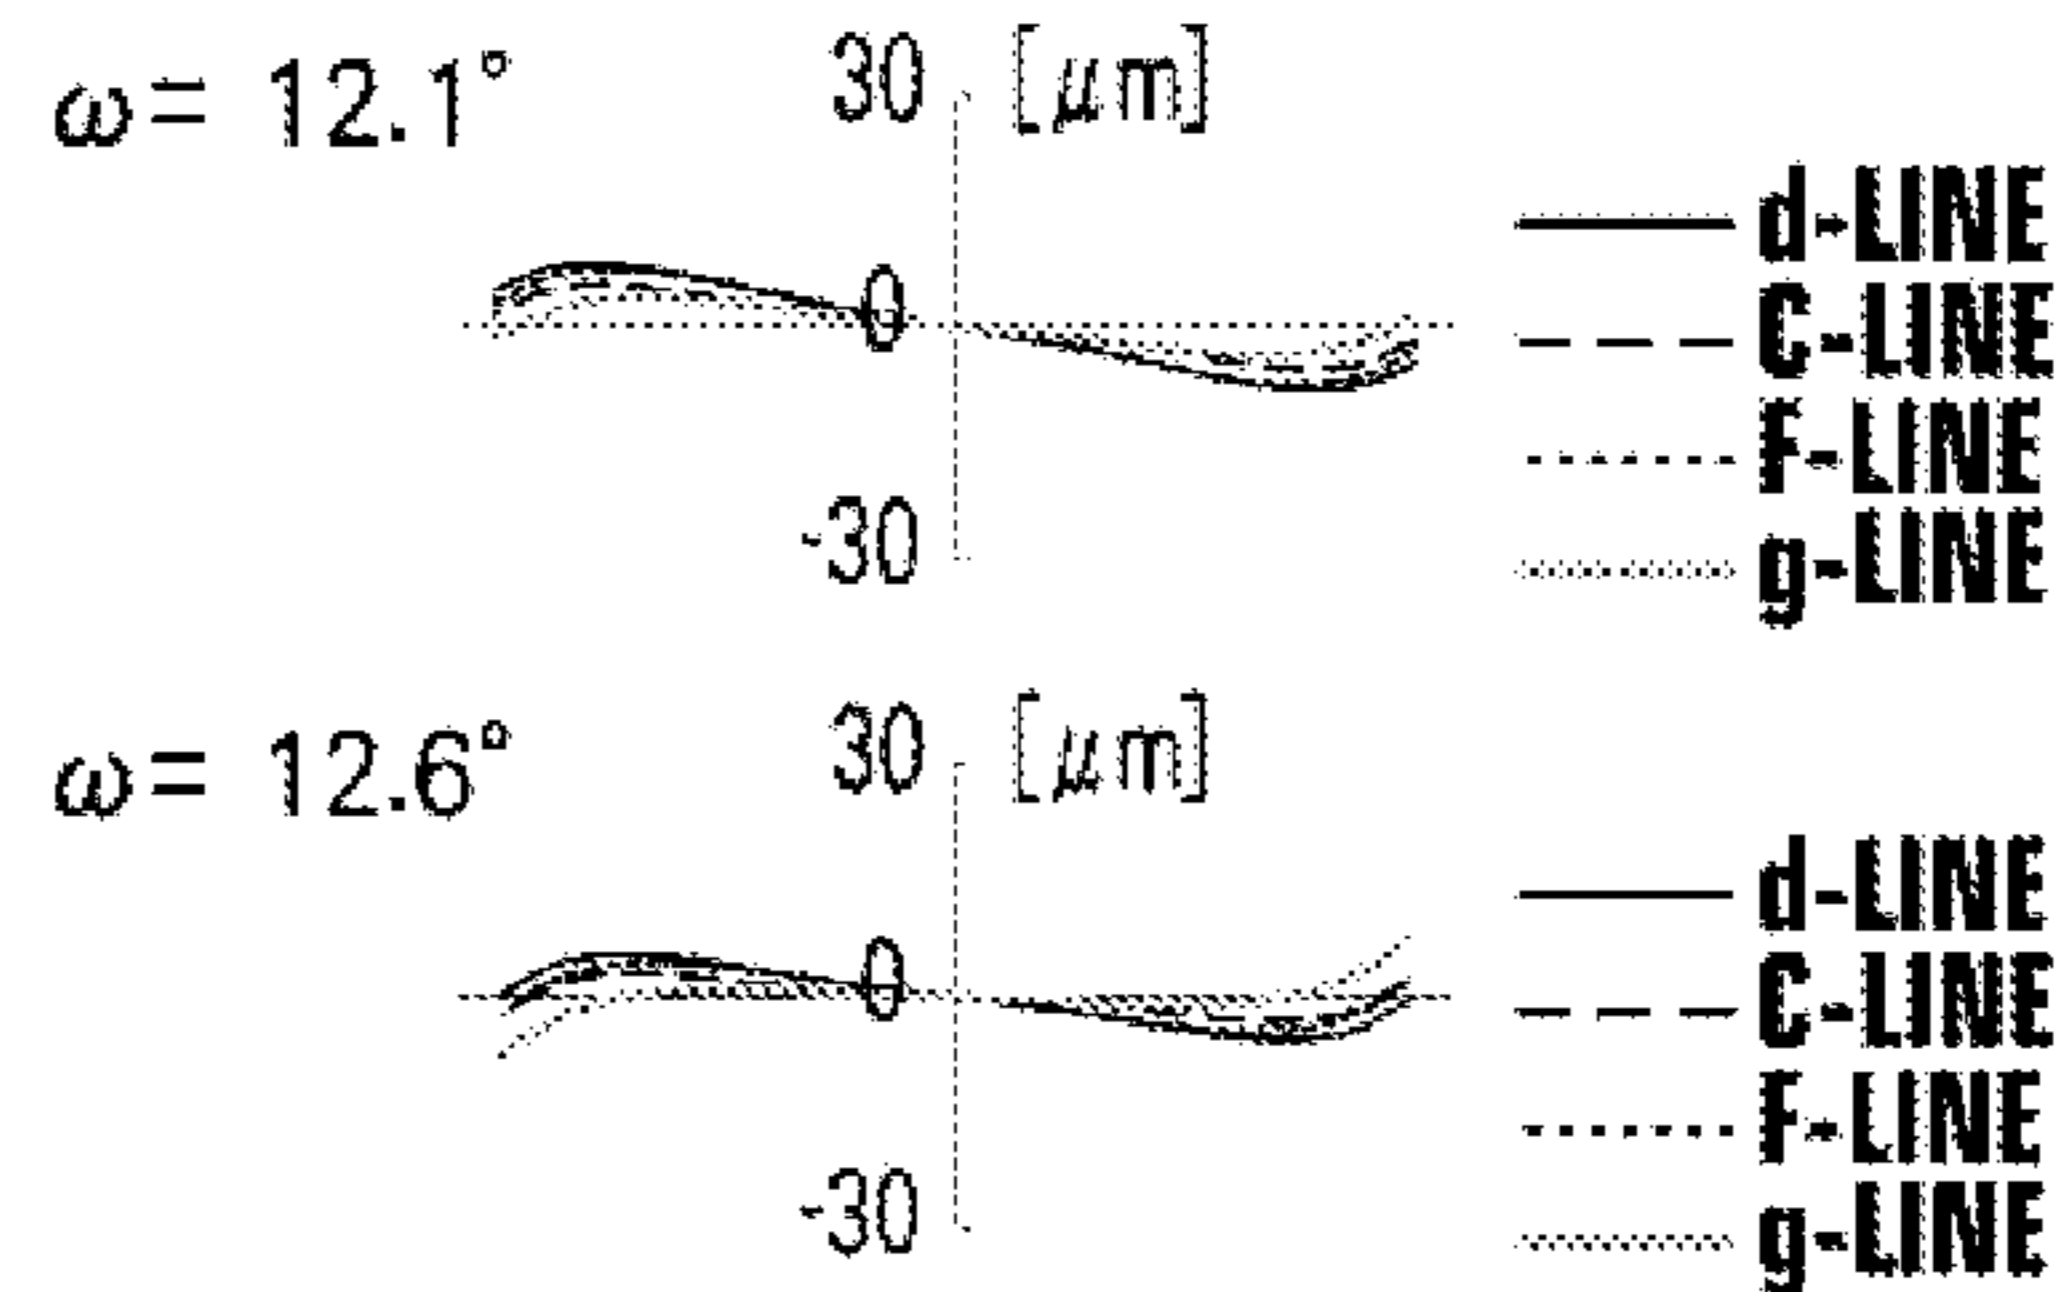 ω= 12.1° 30 [μm]
d-LINE
0
C-LINE
F-LINE
-30
g-LINE
ω= 12.6° 30 [μm]
d-LINE
0
C-LINE
F-LINE
-30
g-LINE